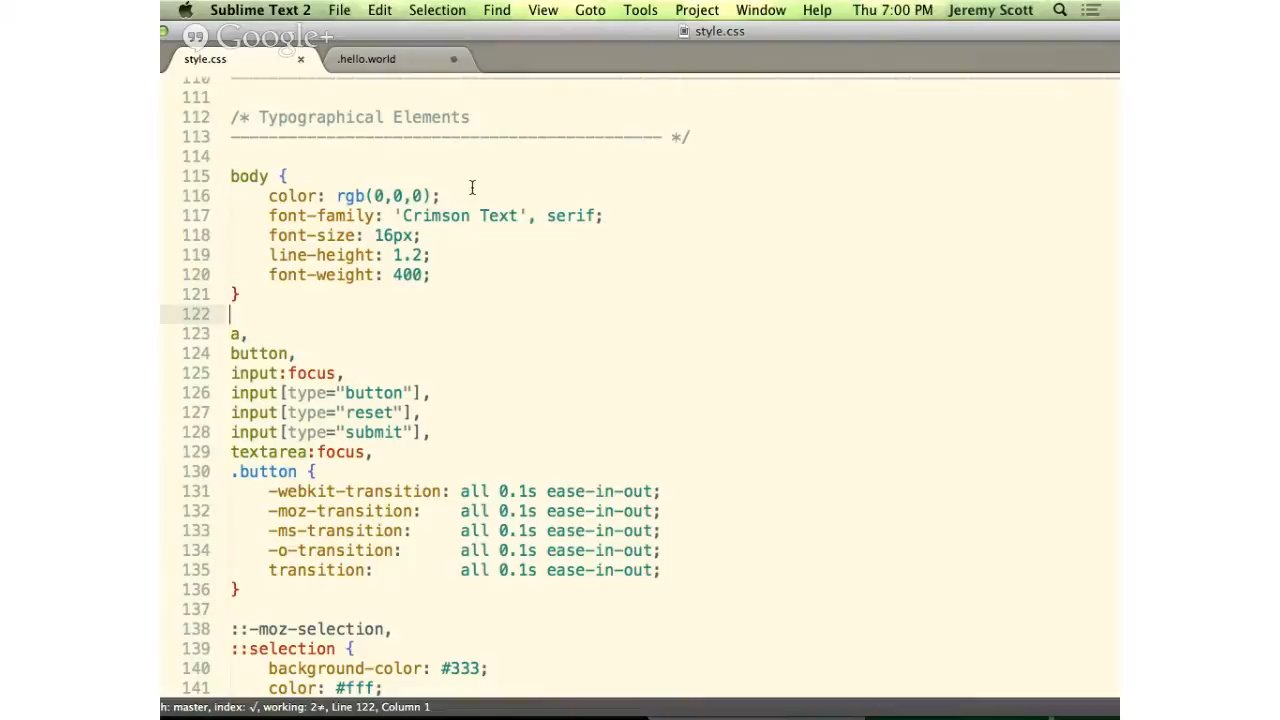 Sublime Text 2 File Edit Selection Find View Goto Tools Project Window Help Thu 7:00 PM Jeremy Scott
Google+
style.css
style.css × .hello.world
110
111
112 /* Typographical Elements
113 ——————————————————————————————————————————— */
114
115 body {
116 color: rgb(0,0,0);
117 font-family: 'Crimson Text', serif;
118 font-size: 16px;
119 line-height: 1.2;
120 font-weight: 400;
121 }
122
123 a,
124 button,
125 input:focus,
126 input[type="button"],
127 input[type="reset"],
128 input[type="submit"],
129 textarea:focus,
130 .button {
131 -webkit-transition: all 0.1s ease-in-out;
132 -moz-transition: all 0.1s ease-in-out;
133 -ms-transition: all 0.1s ease-in-out;
134 -o-transition: all 0.1s ease-in-out;
135 transition: all 0.1s ease-in-out;
136 }
137
138 ::-moz-selection,
139 ::selection {
140 background-color: #333;
141 color: #fff;
h: master, index: √, working: 2≠, Line 122, Column 1